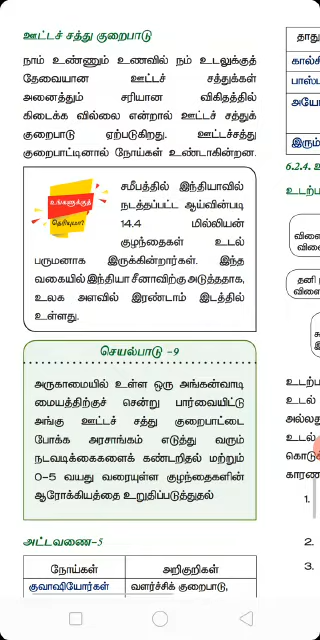 ஊட்டச் சத்து குறைபாடு
நாம் உண்ணும் உணவில் நம் உடலுக்குத்
தேவையான ஊட்டச் சத்துக்கள்
அனைத்தும் சரியான விகிதத்தில்
கிடைக்க வில்லை என்றால் ஊட்டச் சத்துக்
குறைபாடு ஏற்படுகிறது. ஊட்டச்சத்து
குறைபாட்டினால் நோய்கள் உண்டாகின்றன.
உங்களுக்குத்
தெரியுமா?
சமீபத்தில் இந்தியாவில்
நடத்தப்பட்ட ஆய்வின்படி
14.4 மில்லியன்
குழந்தைகள் உடல்
பருமனாக இருக்கின்றார்கள். இந்த
வகையில் இந்தியா சீனாவிற்கு அடுத்ததாக,
உலக அளவில் இரண்டாம் இடத்தில்
உள்ளது.
செயல்பாடு -9
அருகாமையில் உள்ள ஒரு அங்கன்வாடி
மையத்திற்குச் சென்று பார்வையிட்டு
அங்கு ஊட்டச் சத்து குறைபாட்டை
போக்க அரசாங்கம் எடுத்து வரும்
நடவடிக்கைகளைக் கண்டறிதல் மற்றும்
0-5 வயது வரையுள்ள குழந்தைகளின்
ஆரோக்கியத்தை உறுதிப்படுத்துதல்
அட்டவணை-5
நோய்கள் அறிகுறிகள்
குவாஷியோர்கள் வளர்ச்சிக் குறைபாடு,
தாது
கால்சி
பாஸ்ப
அயோ
இரும்
6.2.4. உ
உடற்ப
விளை
விளை
தனி ந
விளை
உடற்ப
உடல்
அல்லது
உடல்
கொடுக்
காரண
1.
2.
3.